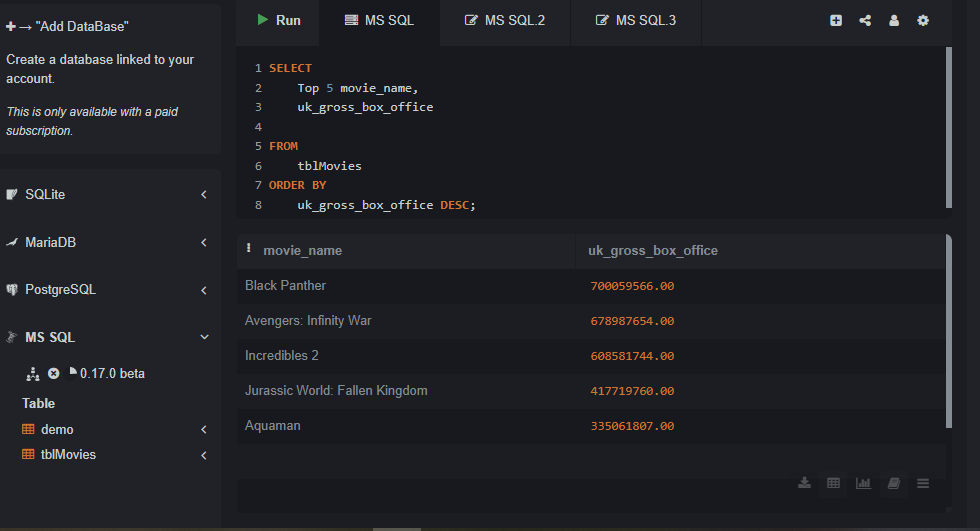 → "Add DataBase"
Create a database linked to your
account.
This is only available with a paid
subscription.
SQLite
MariaDB
PostgreSQL
MS SQL
0.17.0 beta
Table
demo
tblMovies
Run
MS SQL
MS SQL.2
MS SQL.3
1 SELECT
2 Top 5 movie_name,
3 uk_gross_box_office
4
5 FROM
6 tblMovies
7 ORDER BY
8 uk_gross_box_office DESC;
movie_name uk_gross_box_office
Black Panther 700059566.00
Avengers: Infinity War 678987654.00
Incredibles 2 608581744.00
Jurassic World: Fallen Kingdom 417719760.00
Aquaman 335061807.00